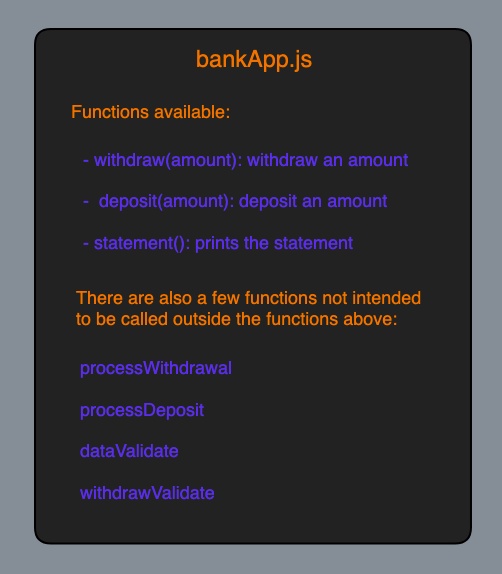 bankApp.js
Functions available:
- withdraw(amount): withdraw an amount
- deposit(amount): deposit an amount
- statement(): prints the statement
There are also a few functions not intended
to be called outside the functions above:
processWithdrawal
processDeposit
dataValidate
withdrawValidate